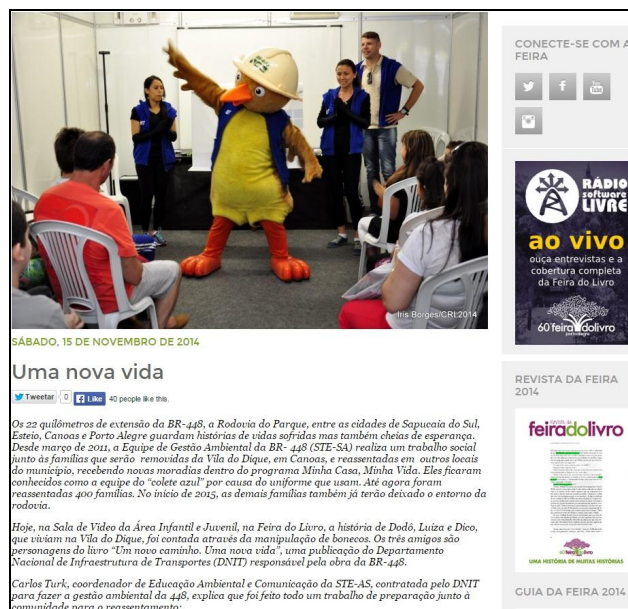 Iris Borges/CRL2014
SÁBADO, 15 DE NOVEMBRO DE 2014
Uma nova vida
Tweetar 0 Like 40 people like this.
Os 22 quilômetros de extensão da BR-448, a Rodovia do Parque, entre as cidades de Sapucaia do Sul,
Esteio, Canoas e Porto Alegre guardam histórias de vidas sofridas mas também cheias de esperança.
Desde março de 2011, a Equipe de Gestão Ambiental da BR- 448 (STE-SA) realiza um trabalho social
junto às famílias que serão removidas da Vila do Dique, em Canoas, e reassentadas em outros locais
do município, recebendo novas moradias dentro do programa Minha Casa, Minha Vida. Eles ficaram
conhecidos como a equipe do "colete azul" por causa do uniforme que usam. Até agora foram
reassentadas 400 famílias. No início de 2015, as demais famílias também já terão deixado o entorno da
rodovia.
Hoje, na Sala de Vídeo da Área Infantil e Juvenil, na Feira do Livro, a história de Dodó, Luiza e Dico,
que viviam na Vila do Dique, foi contada através da manipulação de bonecos. Os três amigos são
personagens do livro "Um novo caminho. Uma nova vida", uma publicação do Departamento
Nacional de Infraestrutura de Transportes (DNIT) responsável pela obra da BR-448.
Carlos Turk, coordenador de Educação Ambiental e Comunicação da STE-AS, contratada pelo DNIT
para fazer a gestão ambiental da 448, explica que foi feito todo um trabalho de preparação junto à
comunidade para o reassentamento:
CONECTE-SE COM A
FEIRA
You
Tube
RÁDIO
software
LIVRE
ao vivo
ouça entrevistas e a
cobertura completa
da Feira do Livro
60ªfeiradolivro
portoalegre
REVISTA DA FEIRA
2014
feiradolivro
60ªfeiradolivro
UMA HISTÓRIA DE MUITAS HISTÓRIAS
GUIA DA FEIRA 2014